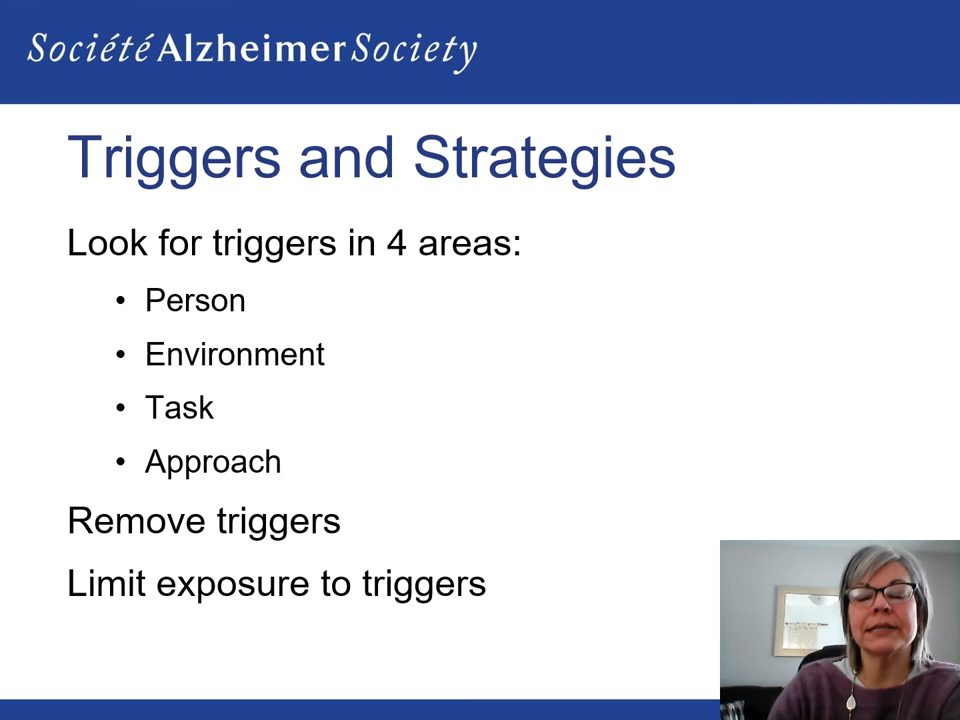 Société Alzheimer Society
Triggers and Strategies
Look for triggers in 4 areas:
• Person
• Environment
• Task
• Approach
Remove triggers
Limit exposure to triggers